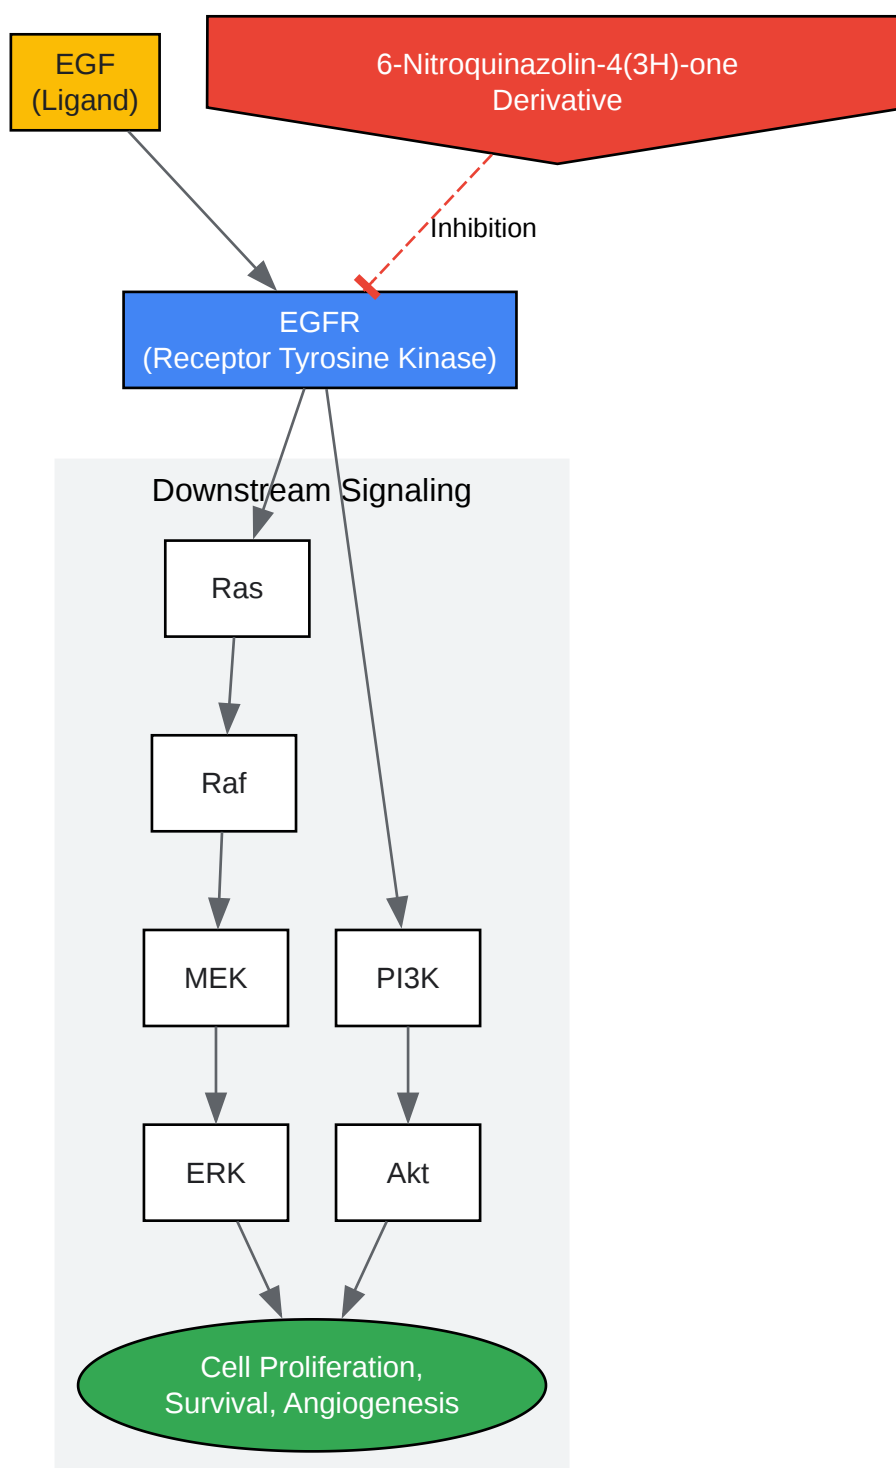 EGF
(Ligand)
6-Nitroquinazolin-4(3H)-one
Derivative
Inhibition
EGFR
(Receptor Tyrosine Kinase)
Downstream Signaling
Ras
Raf
MEK
PI3K
ERK
Akt
Cell Proliferation,
Survival, Angiogenesis